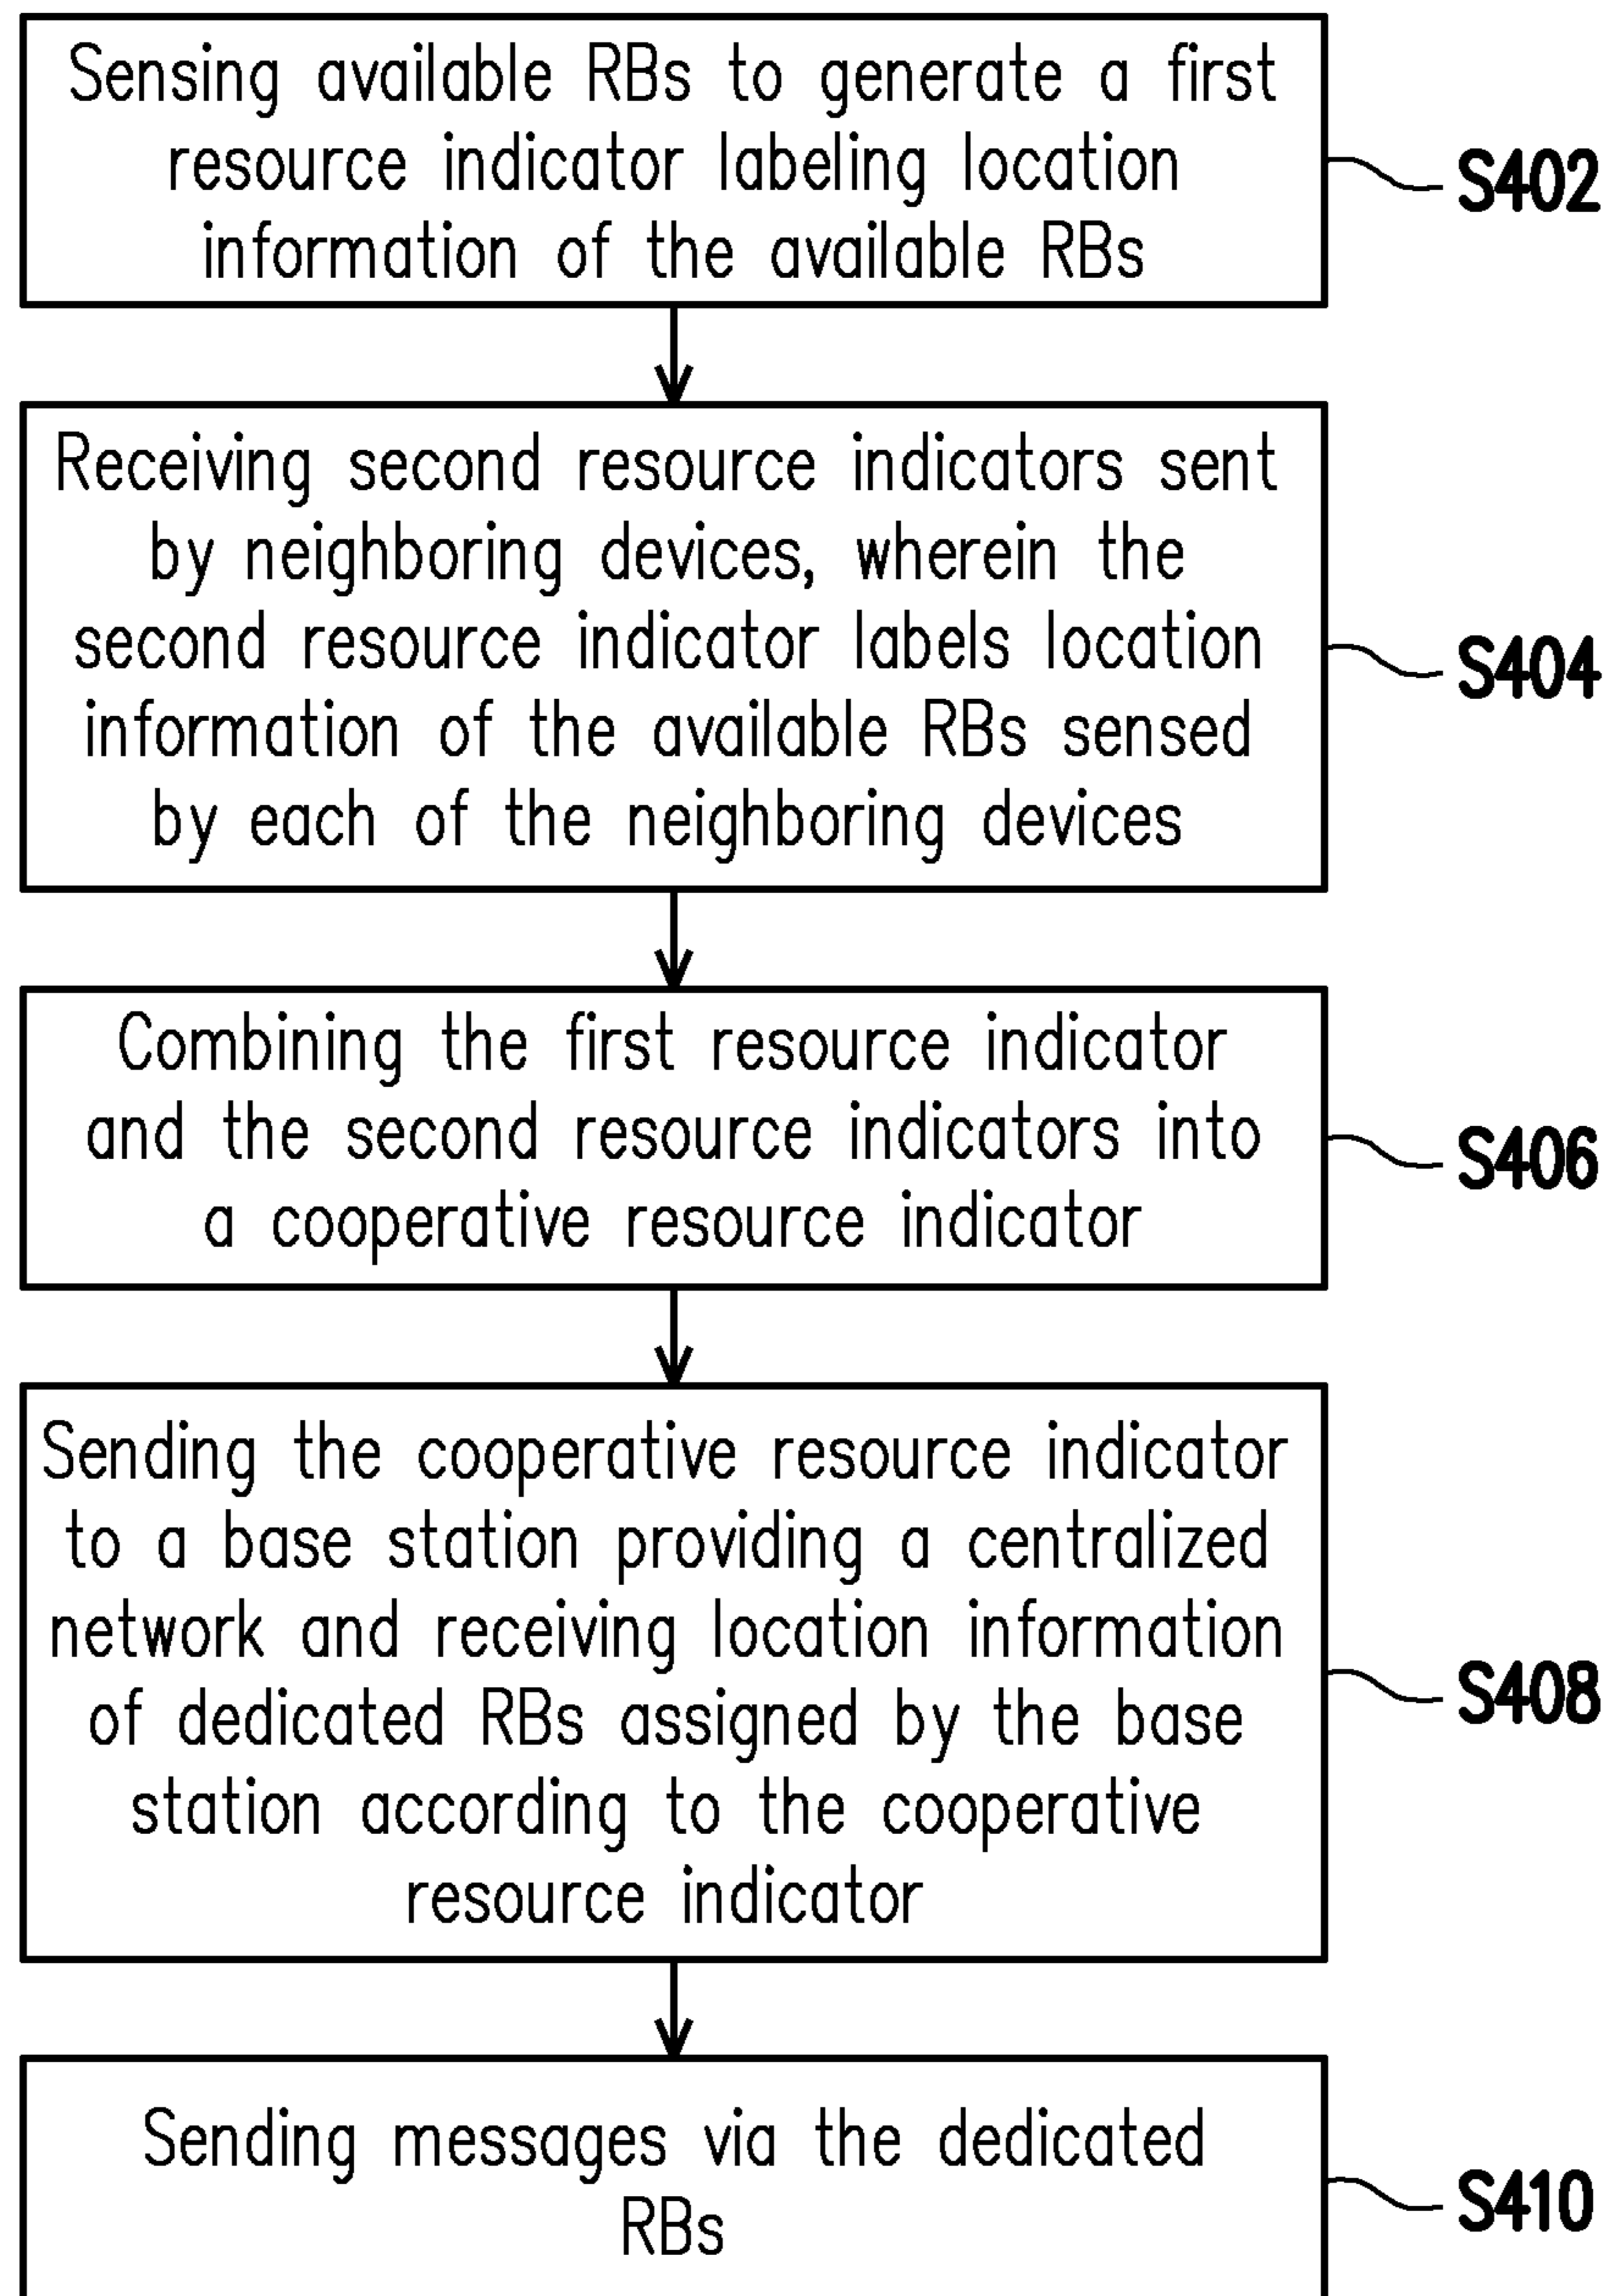 Sensing available RBs to generate a first
resource indicator labeling location
information of the available RBs
S402
Receiving second resource indicators sent
by neighboring devices, wherein the
second resource indicator labels location
information of the available RBs sensed
by each of the neighboring devices
S404
Combining the first resource indicator
and the second resource indicators into
a cooperative resource indicator
S406
Sending the cooperative resource indicator
to a base station providing a centralized
network and receiving location information
of dedicated RBs assigned by the base
station according to the cooperative
resource indicator
S408
Sending messages via the dedicated
RBs
S410